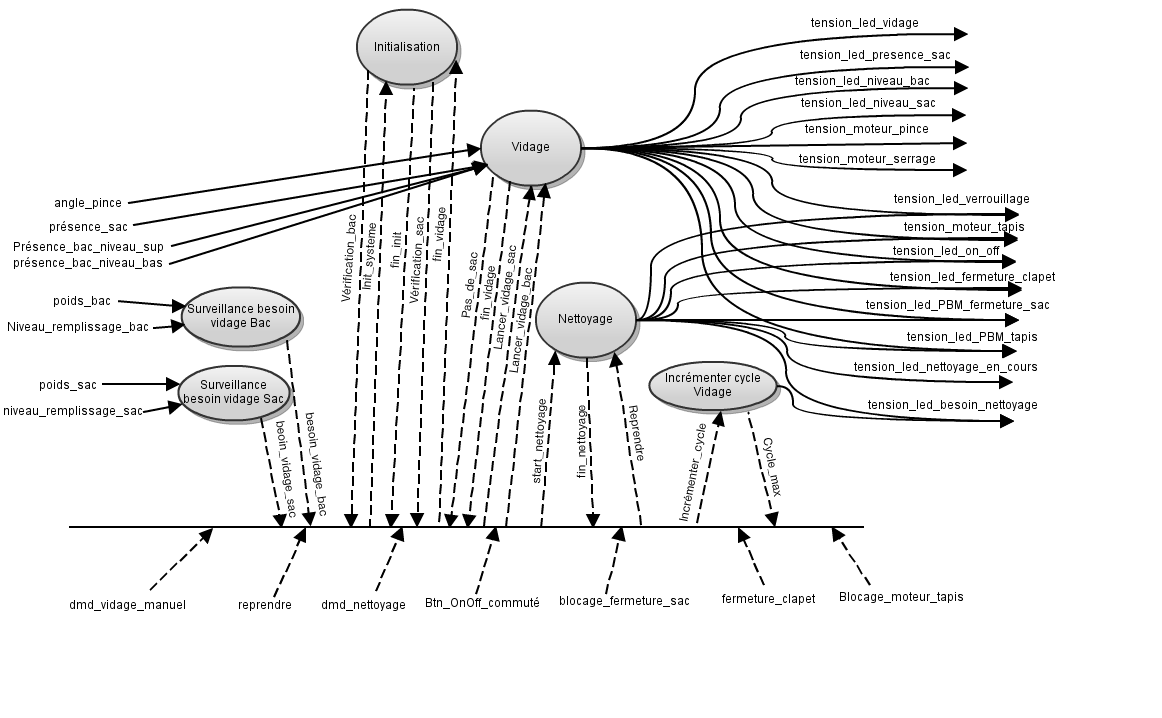 tension_led_vidage
Initialisation
tension_led_presence_sac
tension_led_niveau_bac
tension_led_niveau_sac
tension_moteur_pince
Vidage
tension_moteur_serrage
angle_pince
tension_led_verrouillage
présence_sac
tension_moteur_tapis
Présence_bac_niveau_sup
tension_led_on_off
présence_bac_niveau_bas
tension_led_fermeture_clapet
Vérification_bac
Init_systeme
fin_init
Vérification_sac
fin_vidage
Pas_de_sac
fin_vidage
Lancer_vidage_sac
Lancer_vidage_bac
poids_bac
Surveillance besoin
vidage Bac
Niveau_remplissage_bac
Nettoyage
tension_led_PBM_fermeture_sac
tension_led_PBM_tapis
tension_led_nettoyage_en_cours
poids_sac
Surveillance
besoin vidage Sac
niveau_remplissage_sac
Incrémenter cycle
Vidage
tension_led_besoin_nettoyage
beoin_vidage_sac
besoin_vidage_bac
start_nettoyage
fin_nettoyage
Reprendre
Incrémenter_cycle
Cycle_max
dmd_vidage_manuel
reprendre
dmd_nettoyage
Btn_OnOff_commuté
blocage_fermeture_sac
fermeture_clapet
Blocage_moteur_tapis